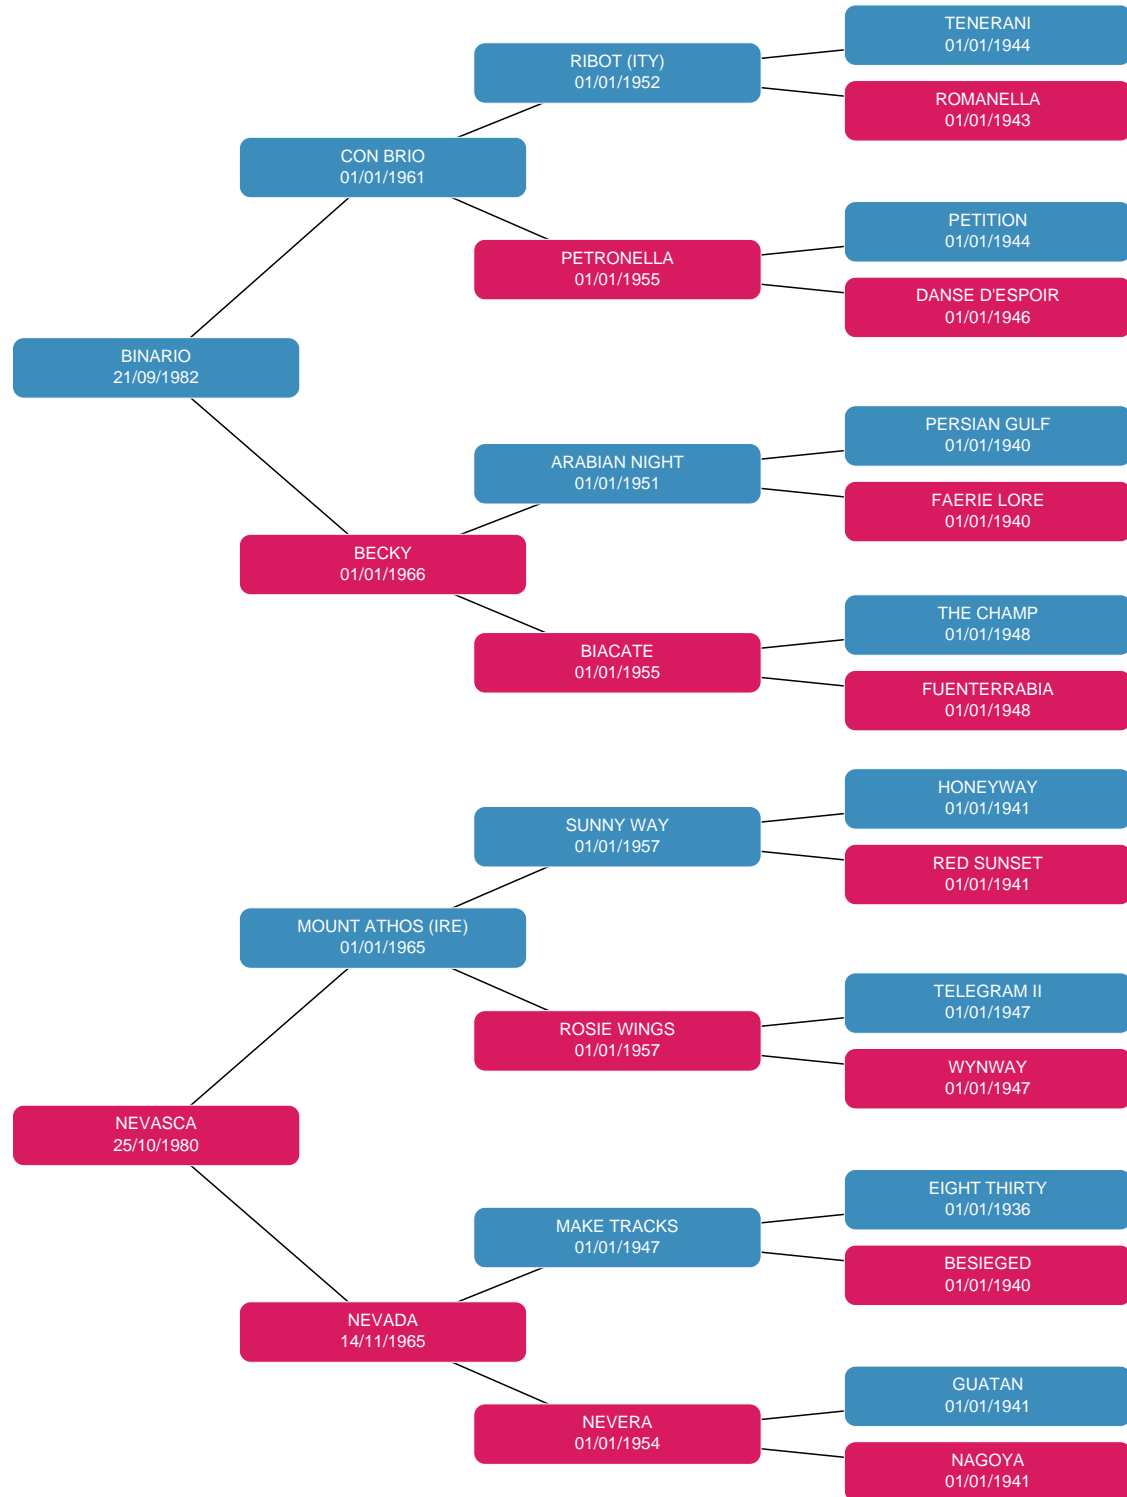 TENERANI
01/01/1944
RIBOT (ITY)
01/01/1952
ROMANELLA
01/01/1943
CON BRIO
01/01/1961
PETITION
01/01/1944
PETRONELLA
01/01/1955
DANSE D'ESPOIR
01/01/1946
BINARIO
21/09/1982
PERSIAN GULF
01/01/1940
ARABIAN NIGHT
01/01/1951
FAERIE LORE
01/01/1940
BECKY
01/01/1966
THE CHAMP
01/01/1948
BIACATE
01/01/1955
FUENTERRABIA
01/01/1948
HONEYWAY
01/01/1941
SUNNY WAY
01/01/1957
RED SUNSET
01/01/1941
MOUNT ATHOS (IRE)
01/01/1965
TELEGRAM II
01/01/1947
ROSIE WINGS
01/01/1957
WYNWAY
01/01/1947
NEVASCA
25/10/1980
EIGHT THIRTY
01/01/1936
MAKE TRACKS
01/01/1947
BESIEGED
01/01/1940
NEVADA
14/11/1965
GUATAN
01/01/1941
NEVERA
01/01/1954
NAGOYA
01/01/1941